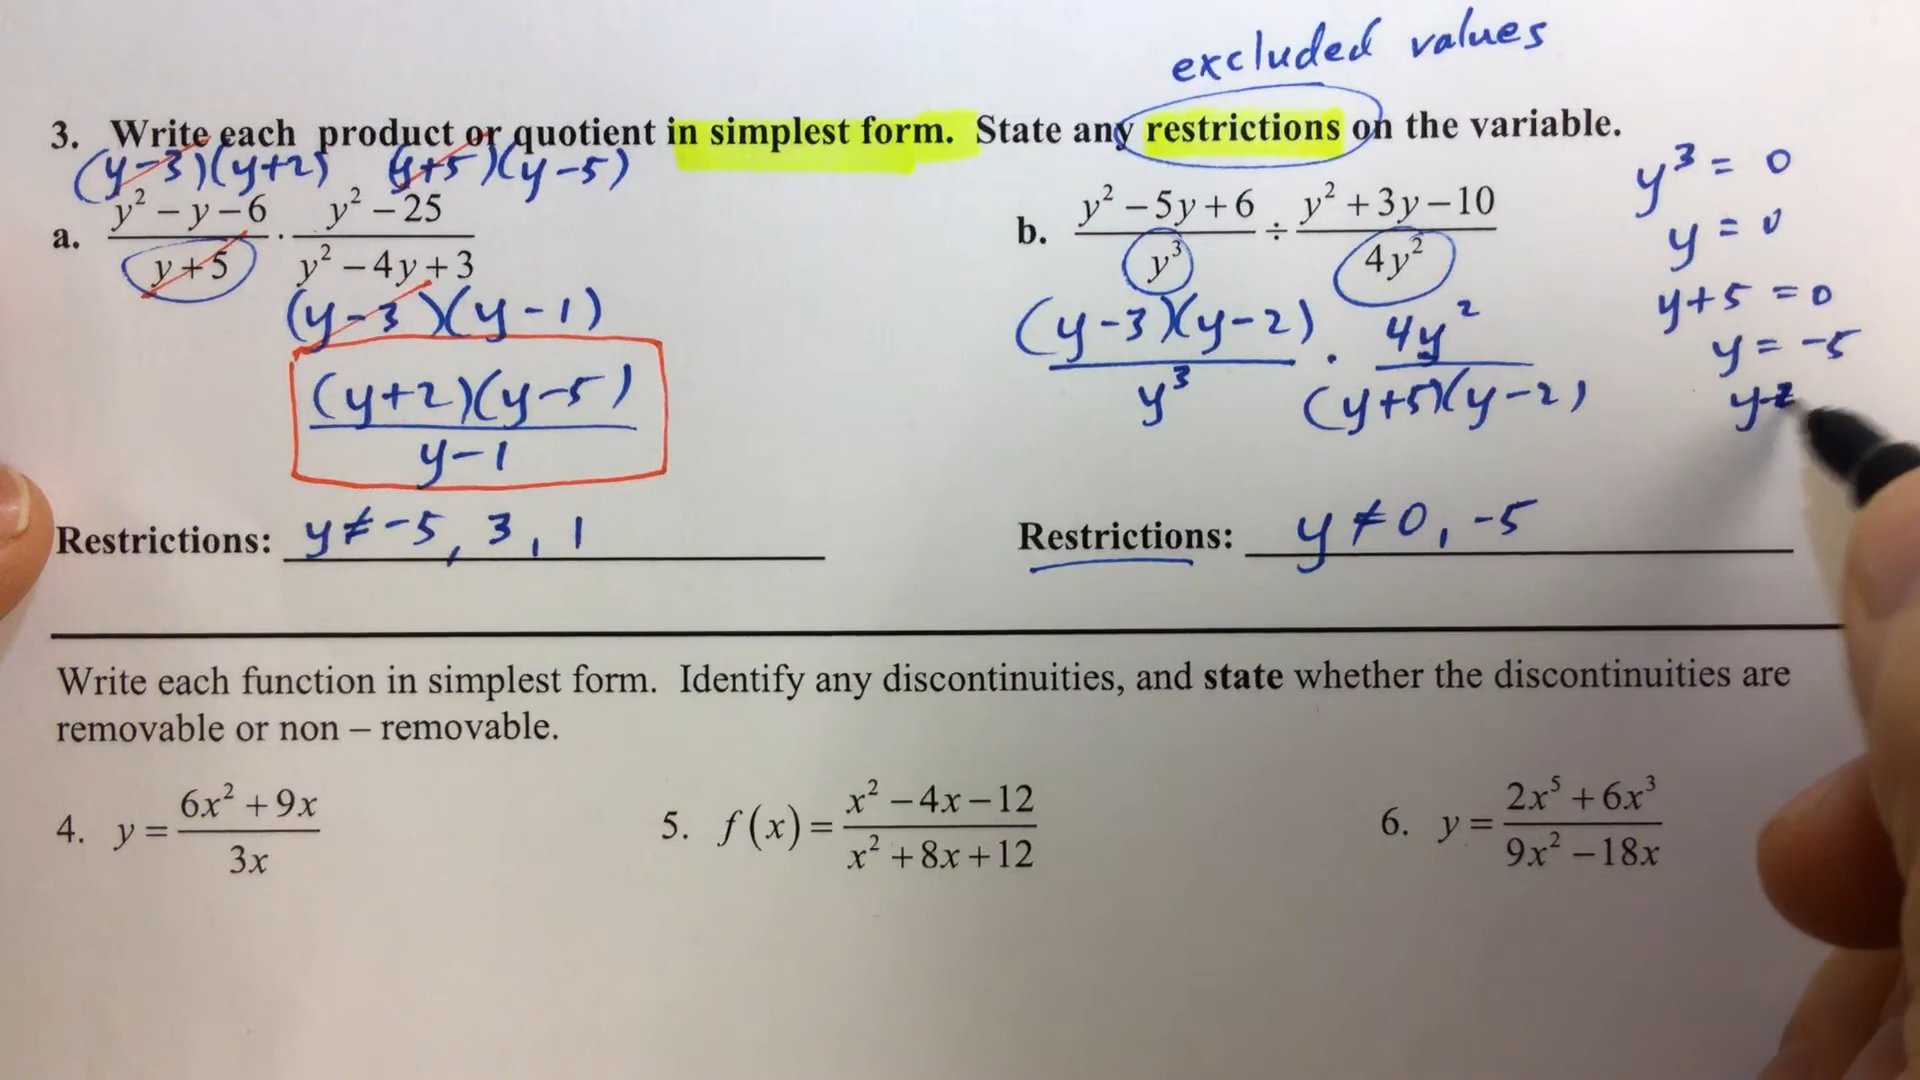 excluded values
3. Write each product or quotient in simplest form. State any restrictions on the variable.
(y-3)(y+2) (y+5)(y-5)
a. y² – y – 6 / y + 5 · y² – 25 / y² – 4y + 3
(y-3)(y-1)
(y+2)(y-5) / y-1
Restrictions: y≠-5, 3, 1
b. y² – 5y + 6 / y³ ÷ y² + 3y – 10 / 4y²
(y-3)(y-2) / y³ · 4y² / (y+5)(y-2)
Restrictions: y≠0, -5
y³ = 0
y = 0
y+5 = 0
y = -5
y-2
Write each function in simplest form. Identify any discontinuities, and state whether the discontinuities are
removable or non – removable.
4. y = 6x² + 9x / 3x
5. f(x) = x² – 4x – 12 / x² + 8x + 12
6. y = 2x⁵ + 6x³ / 9x² – 18x